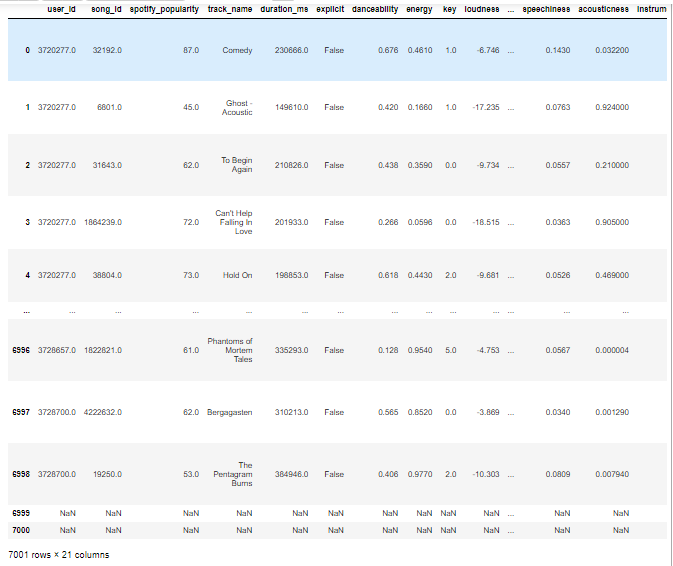 user_id song_id spotify_popularity track_name duration_ms explicit danceability energy key loudness ... speechiness acousticness instrum
0 3720277.0 32192.0 87.0 Comedy 230666.0 False 0.676 0.4610 1.0 -6.746 ... 0.1430 0.032200
Ghost -
1 3720277.0 6801.0 45.0 Acoustic 149610.0 False 0.420 0.1660 1.0 -17.235 ... 0.0763 0.924000
To Begin
2 3720277.0 31643.0 62.0 Again 210826.0 False 0.438 0.3590 0.0 -9.734 ... 0.0557 0.210000
Can't Help
3 3720277.0 1864239.0 72.0 Falling In 201933.0 False 0.266 0.0596 0.0 -18.515 ... 0.0363 0.905000
Love
4 3720277.0 38804.0 73.0 Hold On 198853.0 False 0.618 0.4430 2.0 -9.681 ... 0.0526 0.469000
... ... ... ... ... ... ... ... ... ... ... ... ... ...
Phantoms of
6996 3728657.0 1822821.0 61.0 Mortem 335293.0 False 0.128 0.9540 5.0 -4.753 ... 0.0567 0.000004
Tales
6997 3728700.0 4222632.0 62.0 Bergagasten 310213.0 False 0.565 0.8520 0.0 -3.869 ... 0.0340 0.001290
The
6998 3728700.0 19250.0 53.0 Pentagram 384946.0 False 0.406 0.9770 2.0 -10.303 ... 0.0809 0.007940
Burns
6999 NaN NaN NaN NaN NaN NaN NaN NaN NaN NaN ... NaN NaN
7000 NaN NaN NaN NaN NaN NaN NaN NaN NaN NaN ... NaN NaN
7001 rows × 21 columns